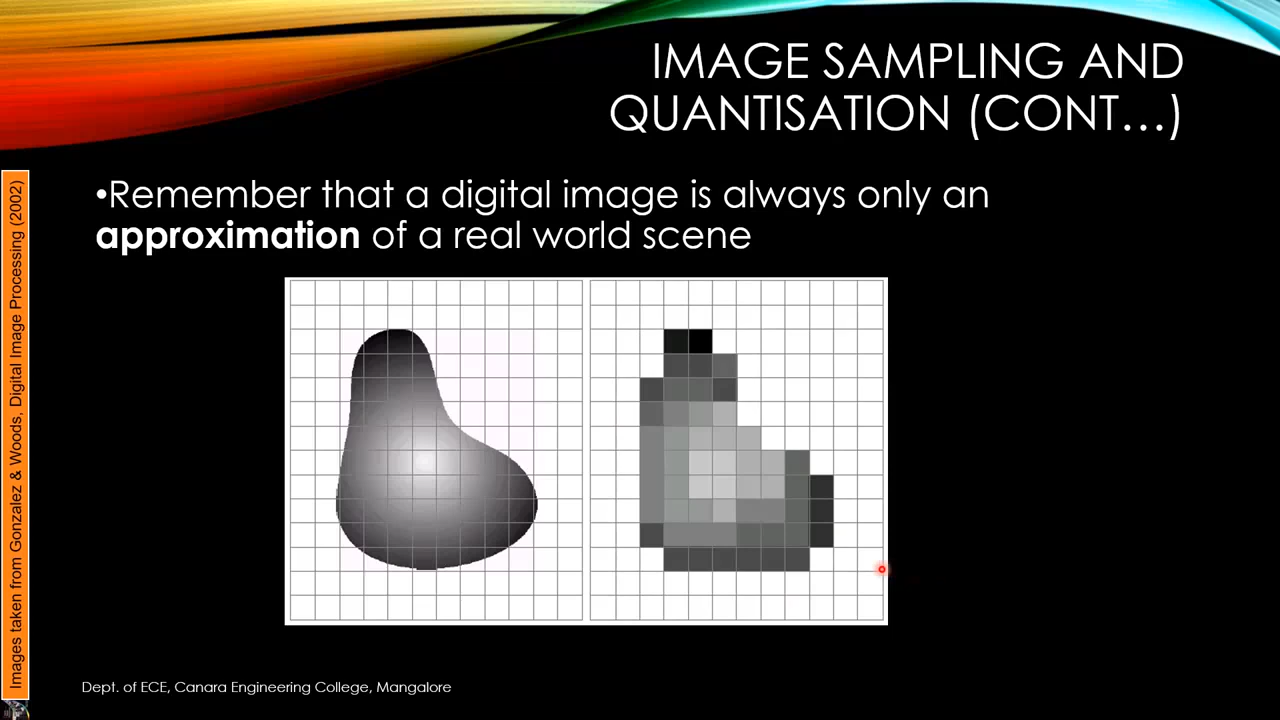 IMAGE SAMPLING AND
QUANTISATION (CONT…)
•Remember that a digital image is always only an
approximation of a real world scene
Images taken from Gonzalez & Woods, Digital Image Processing (2002)
Dept. of ECE, Canara Engineering College, Mangalore